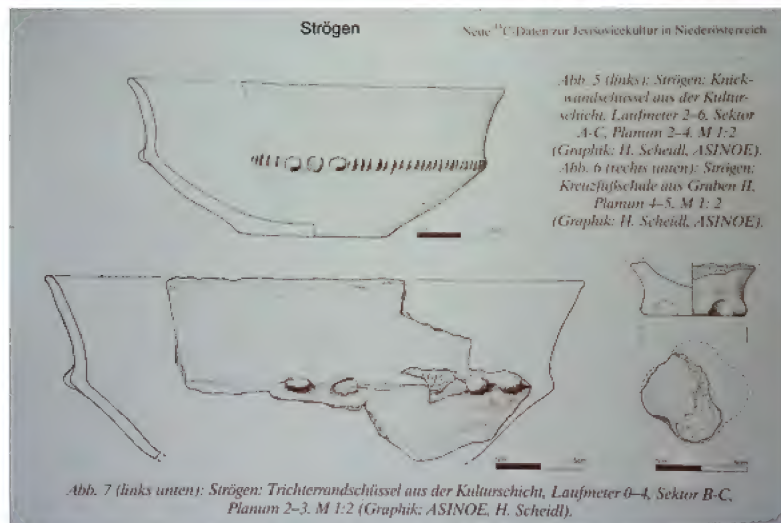 Strögen
Neue ¹⁴C-Daten zur Jevišovicekultur in Niederösterreich
Abb. 5 (links): Strögen: Knick-
wandschüssel aus der Kultur-
schicht, Laufmeter 2–6, Sektor
A-C, Planum 2–4. M 1:2
(Graphik: H. Scheidl, ASINOE).
Abb. 6 (rechts unten): Strögen:
Kreuzfußschale aus Graben II,
Planum 4–5. M 1: 2
(Graphik: H. Scheidl, ASINOE).
Abb. 7 (links unten): Strögen: Trichterrandschüssel aus der Kulturschicht, Laufmeter 0–4, Sektor B-C,
Planum 2–3. M 1:2 (Graphik: ASINOE, H. Scheidl).